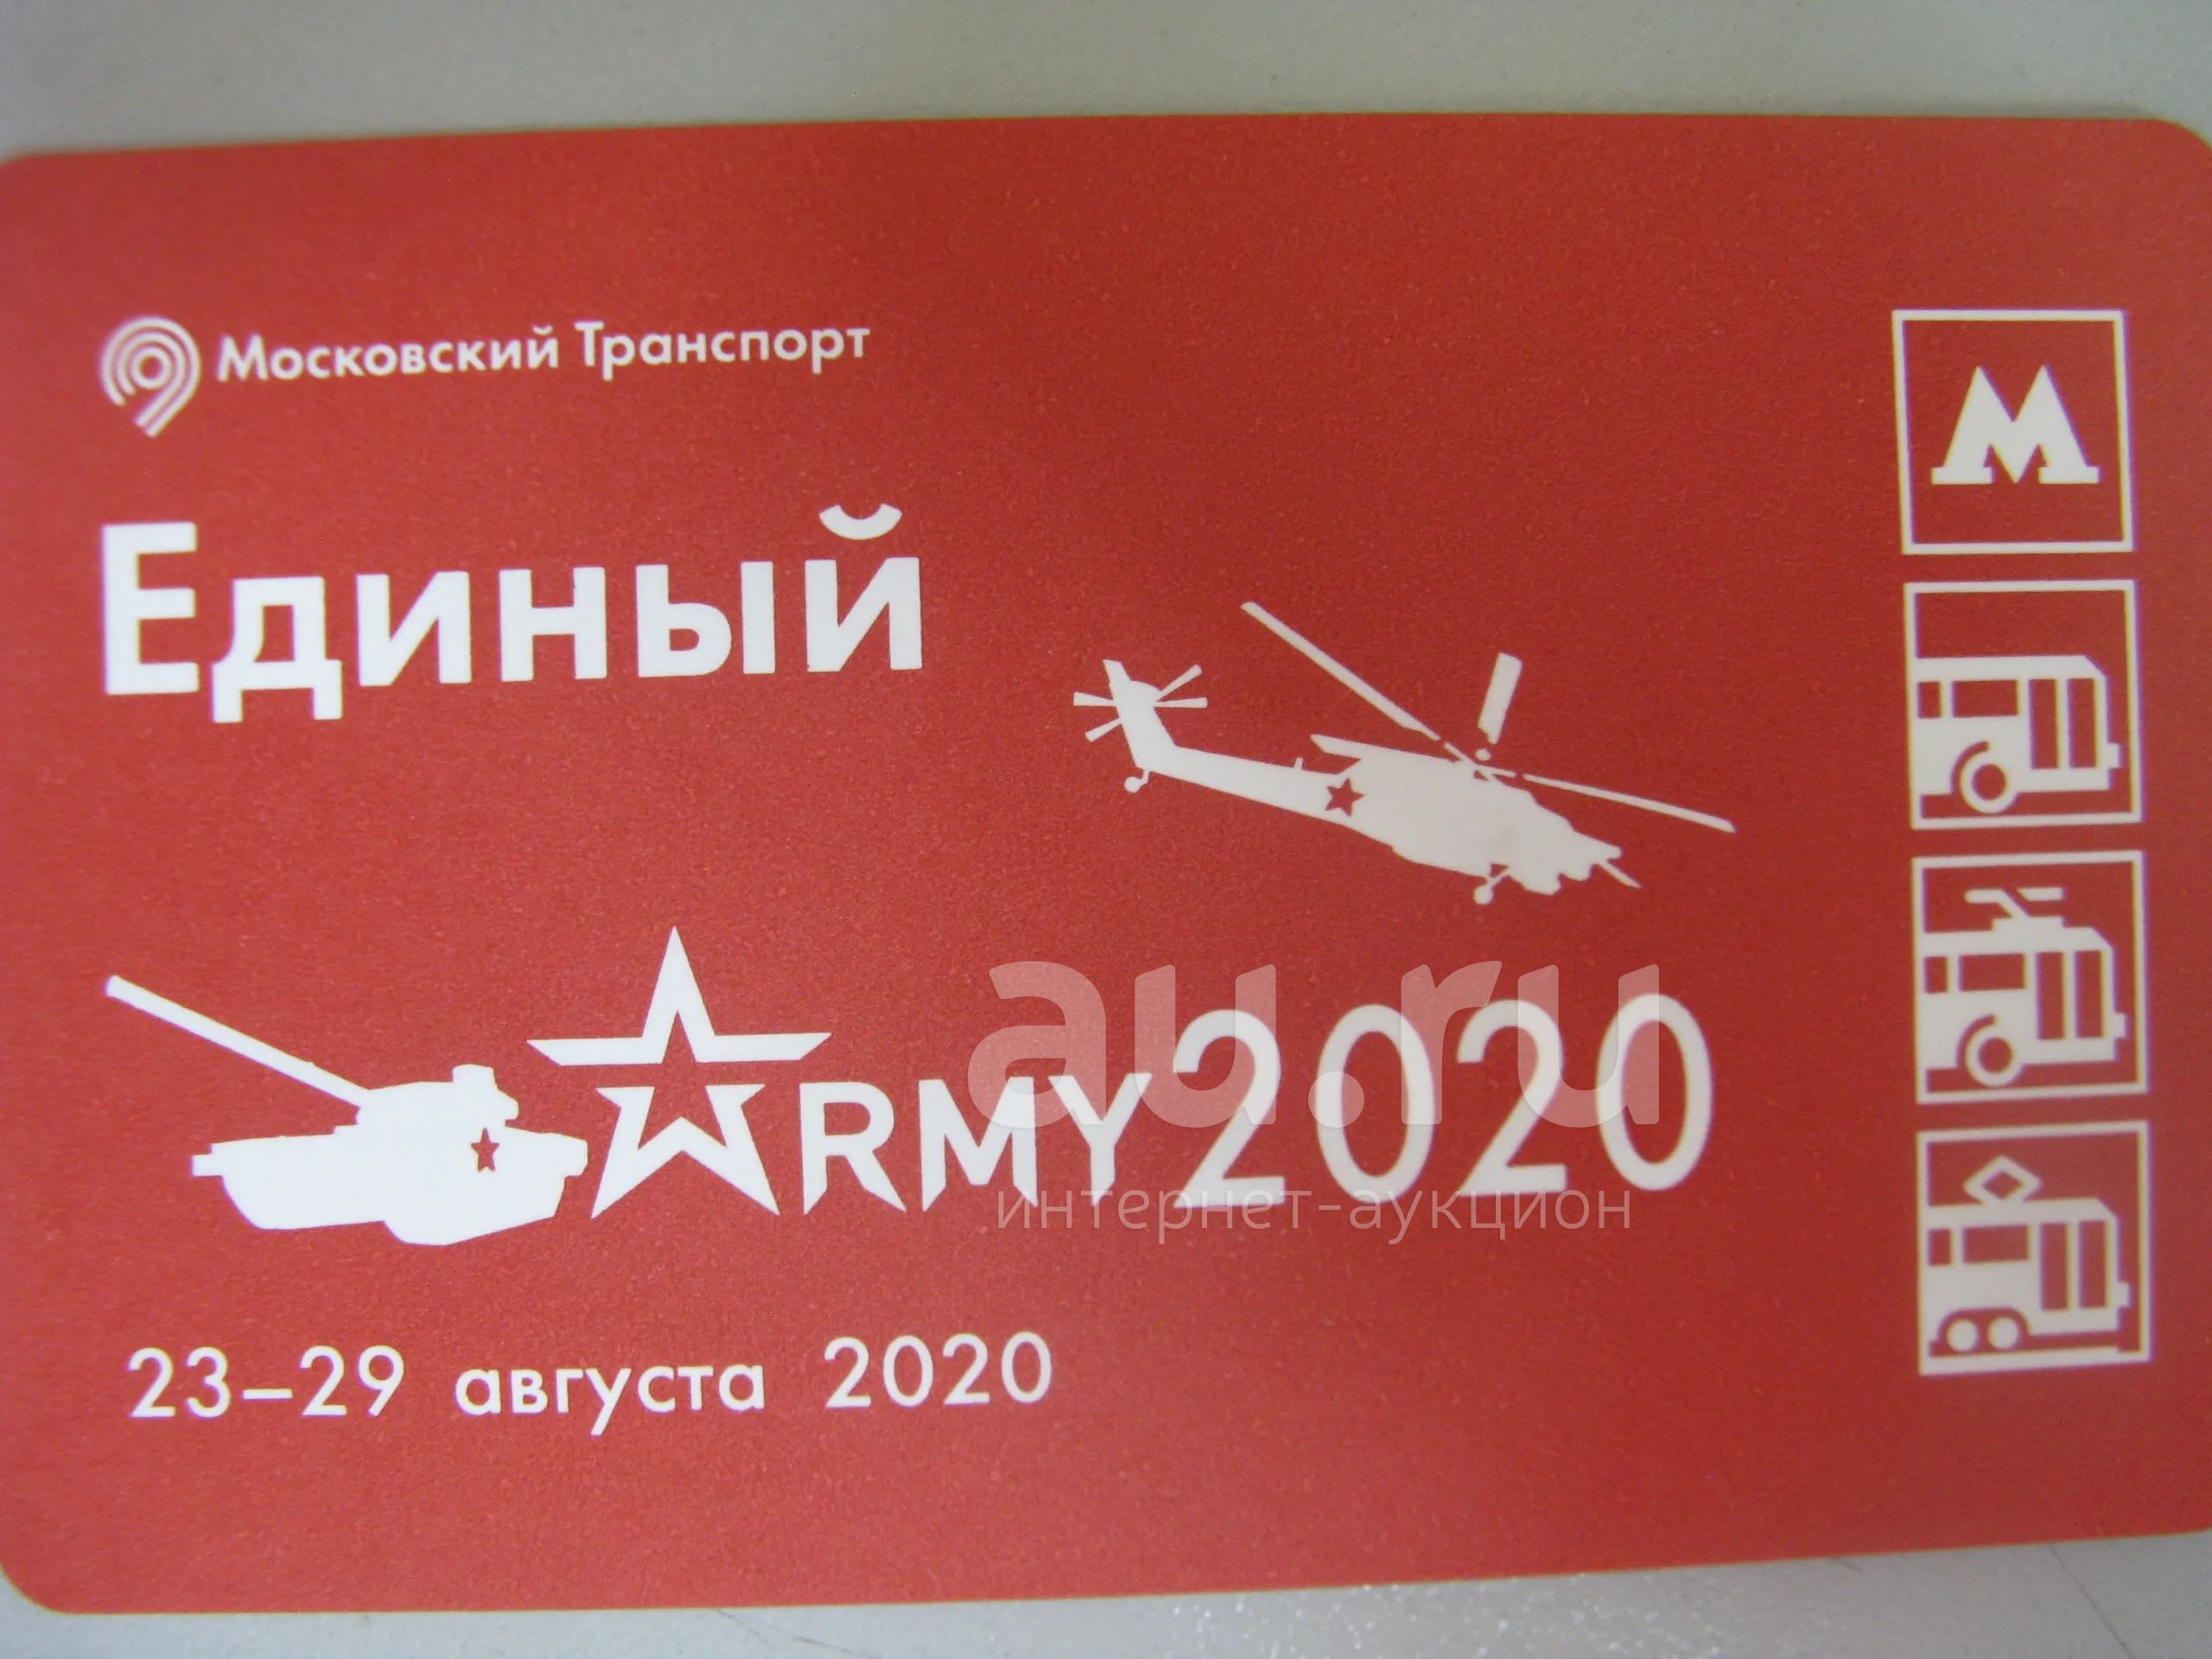 Московский Транспорт
М
Единый
ARMY2020
au.ru
интернет-аукцион
23–29 августа 2020